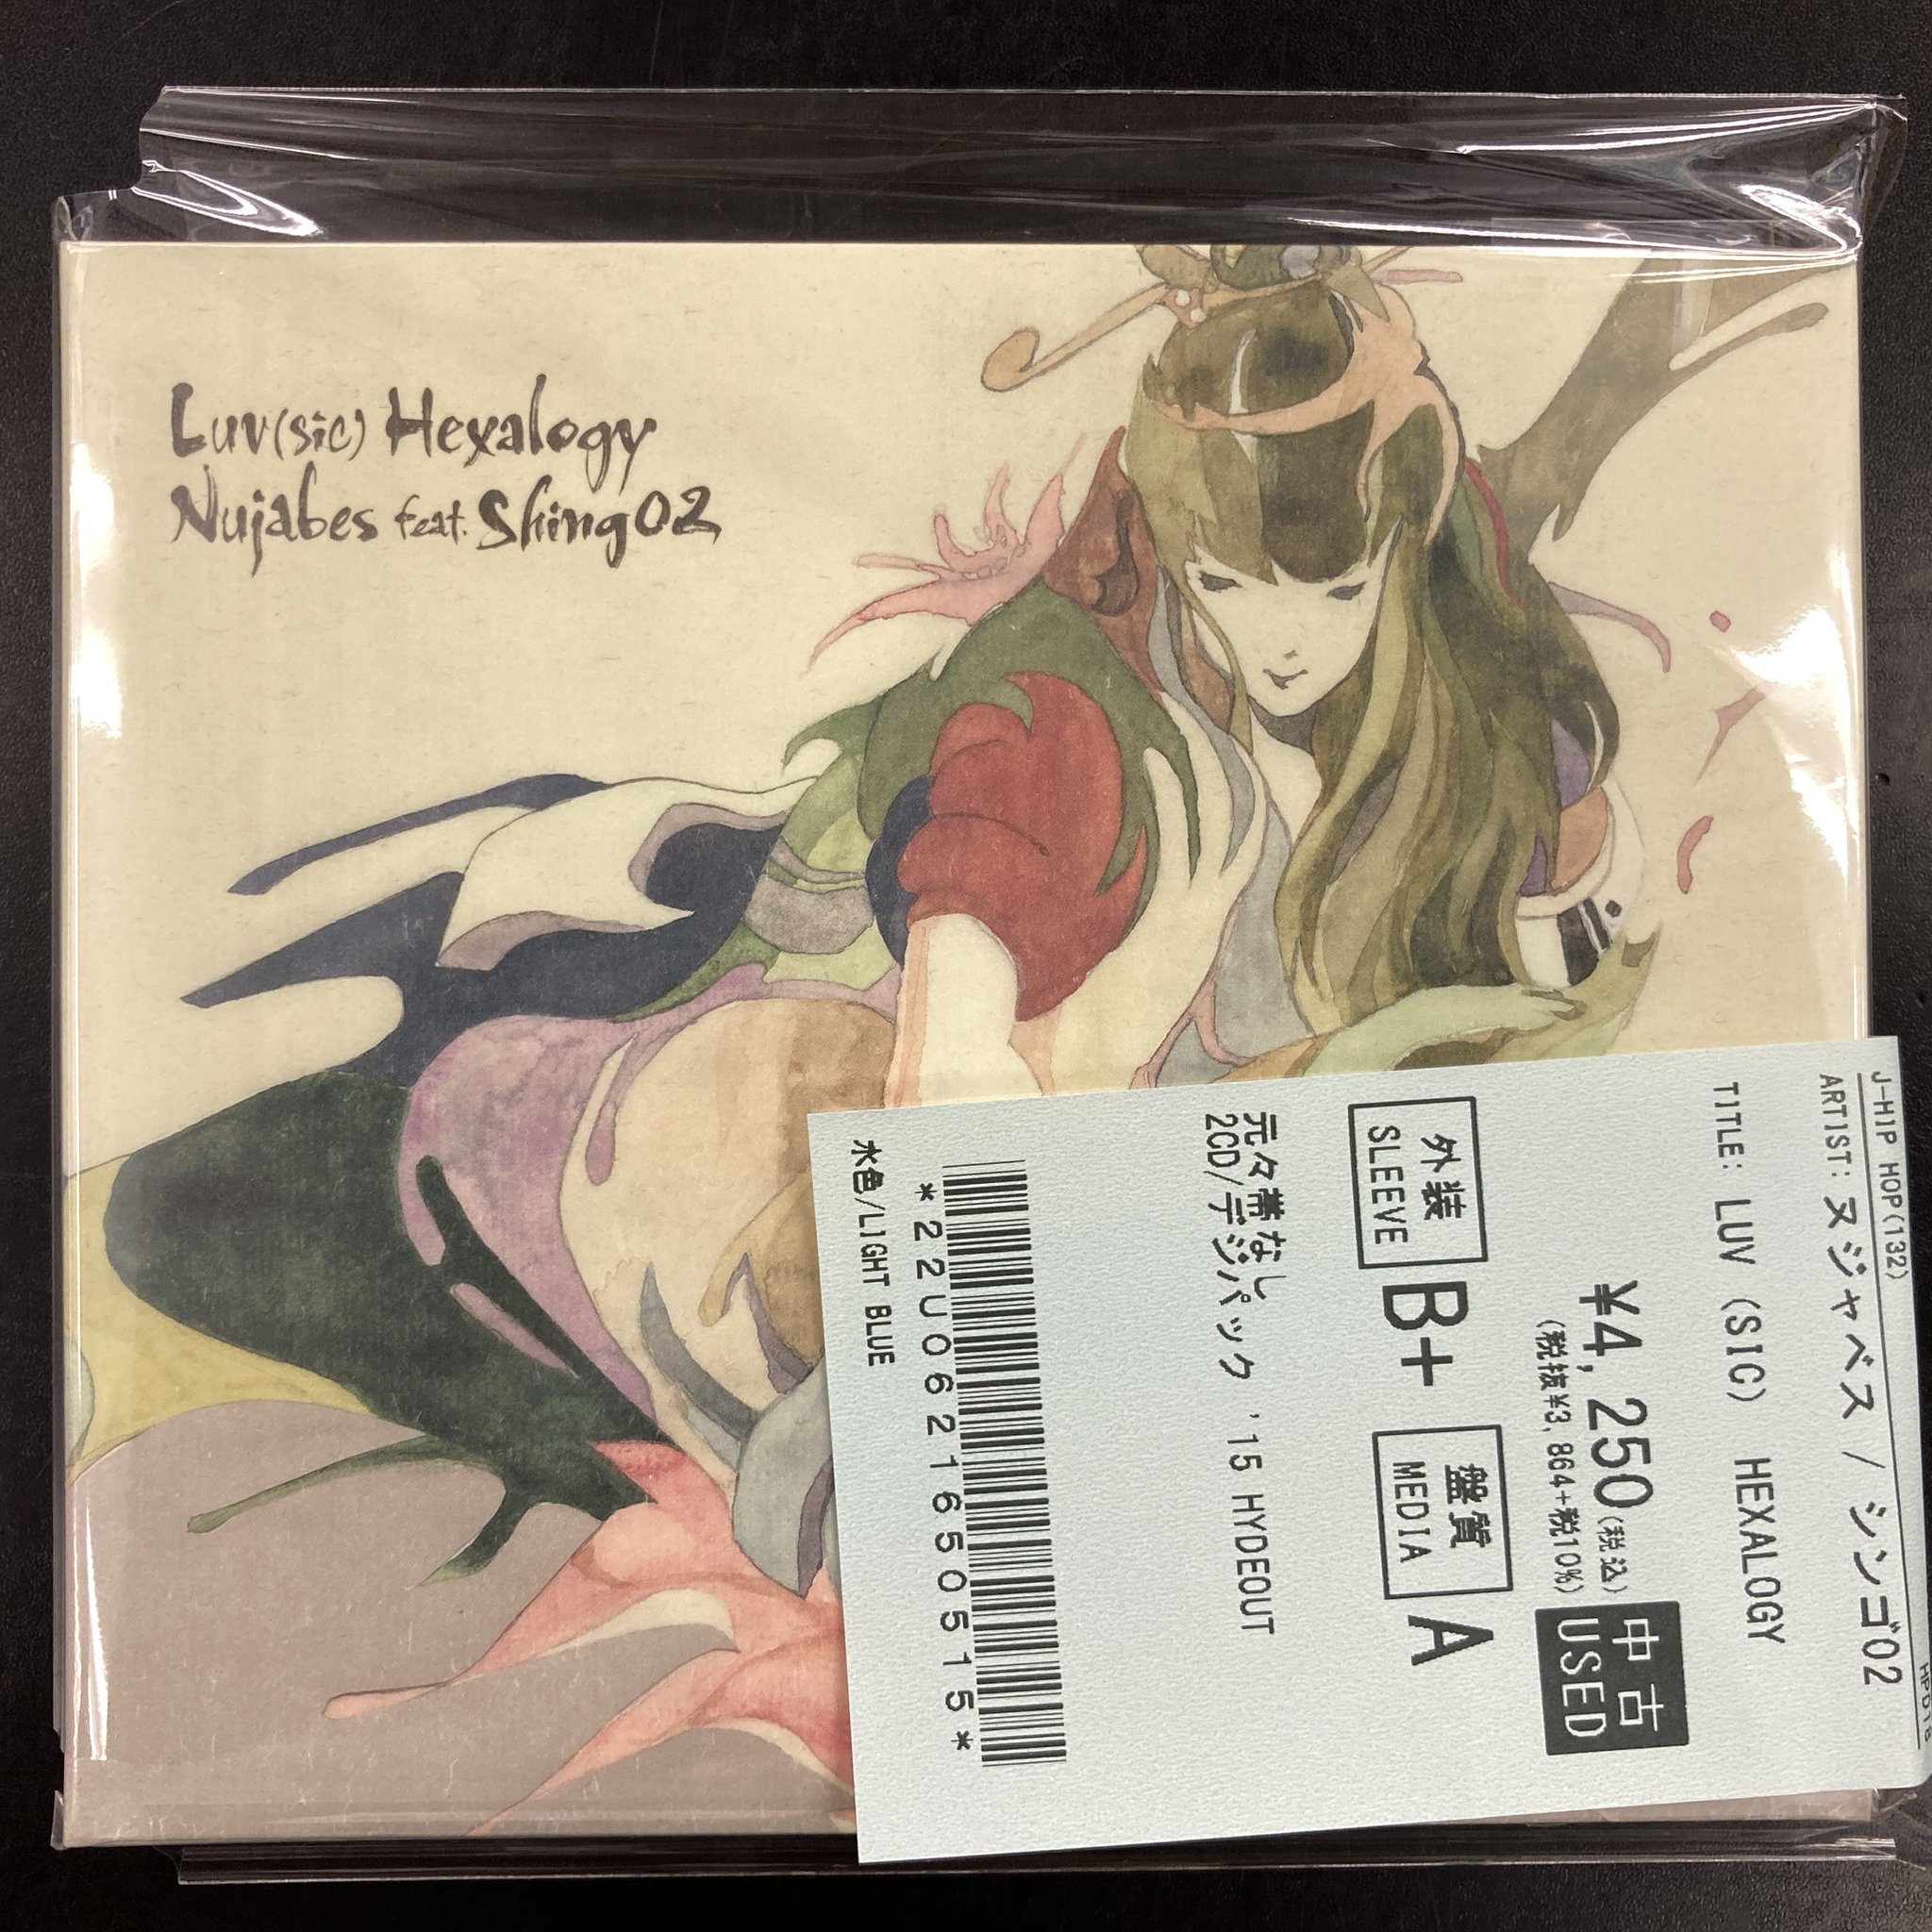 Luv(sic) Hexalogy
Nujabes feat. Shing02
J-HIP HOP(132)
ARTIST: ヌジャベス / シンゴ02
TITLE: LUV (SIC) HEXALOGY
¥4,250(税込)
(税抜¥3,864+税10%)
中古
USED
外装
SLEEVE
B+
盤質
MEDIA
A
元々帯なし
2CD/デジパック '15 HYDEOUT
*22U0621650515*
水色/LIGHT BLUE